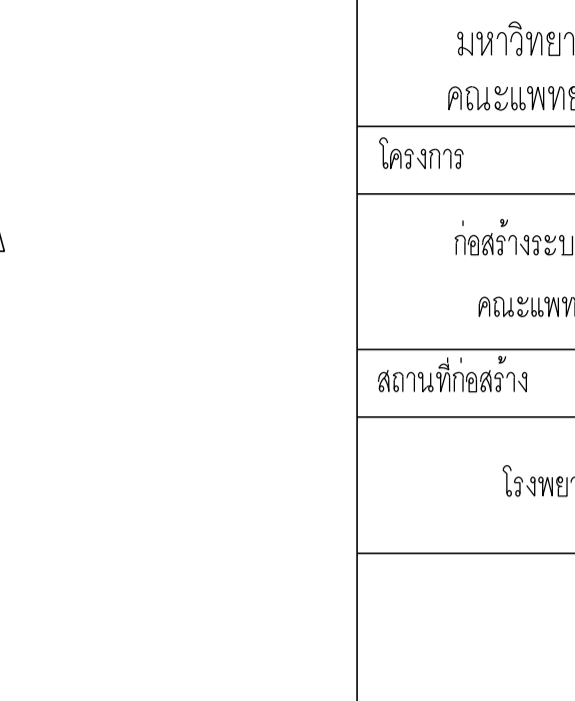 มหาวิทยา
คณะแพทย
โครงการ
ก่อสร้างระบ
คณะแพท
สถานที่ก่อสร้าง
โรงพยา